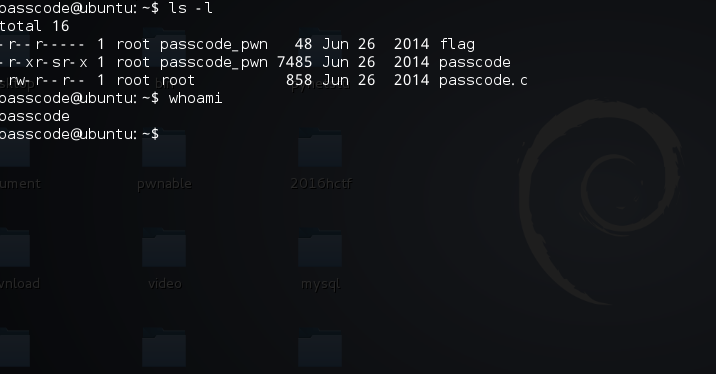 passcode@ubuntu:~$ ls -l
total 16
-r--r----- 1 root passcode_pwn   48 Jun 26  2014 flag
-r-xr-sr-x 1 root passcode_pwn 7485 Jun 26  2014 passcode
-rw-r--r-- 1 root root          858 Jun 26  2014 passcode.c
passcode@ubuntu:~$ whoami
passcode
passcode@ubuntu:~$
ument
pwnable
2016hctf
wnload
video
mysql